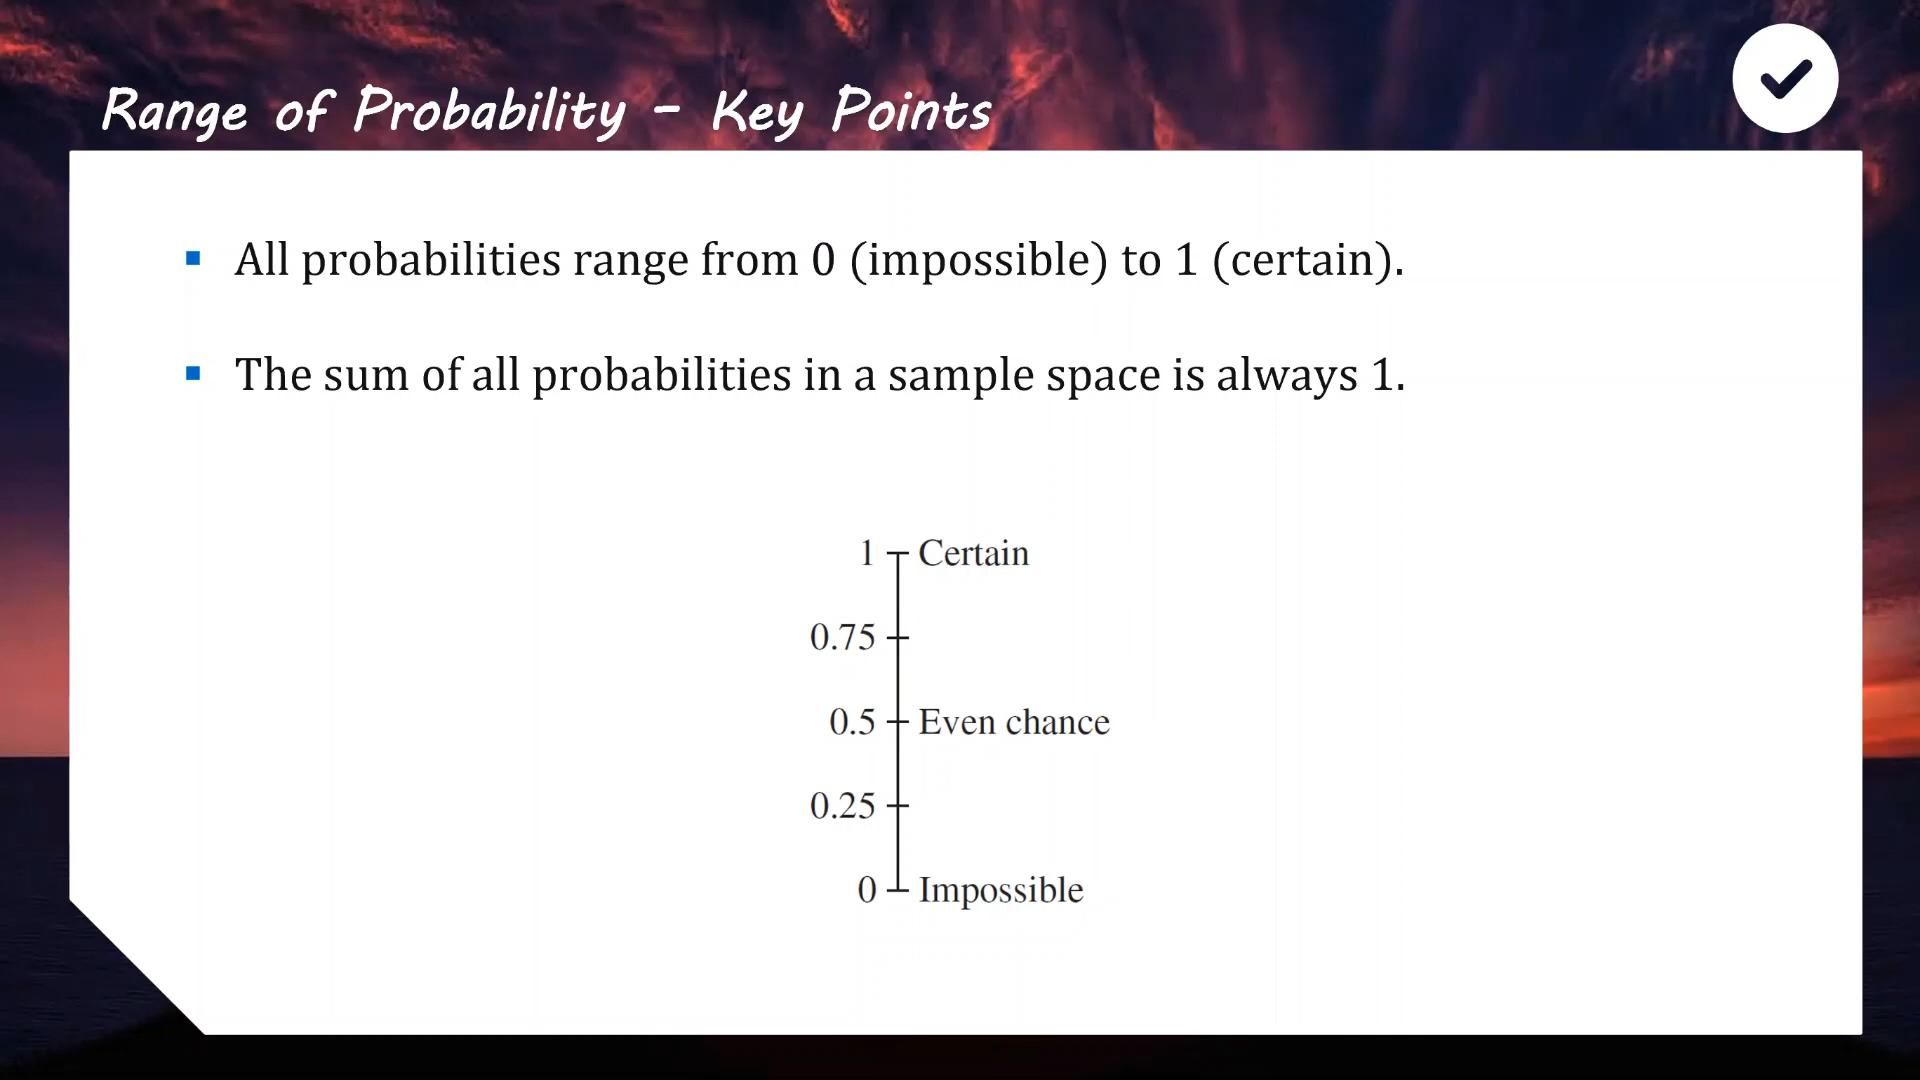 Range of Probability - Key Points
▪ All probabilities range from 0 (impossible) to 1 (certain).
▪ The sum of all probabilities in a sample space is always 1.
1 Certain
0.75
0.5 Even chance
0.25
0 Impossible